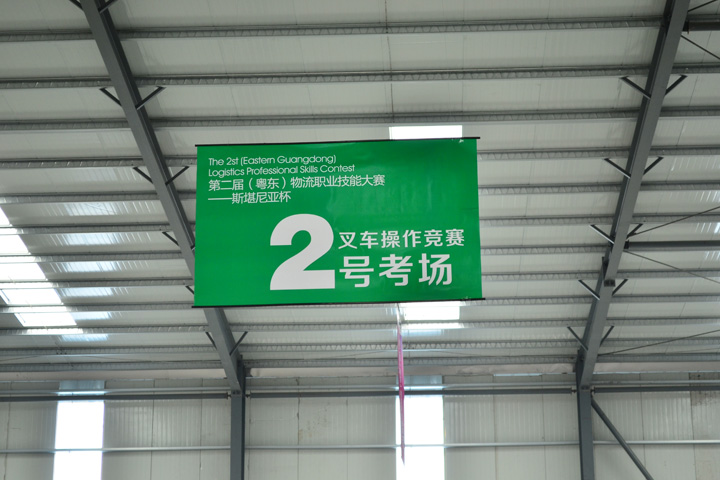 The 2st (Eastern Guangdong)
Logistics Professional Skills Contest
第二届（粤东）物流职业技能大赛
——斯堪尼亚杯
2 叉车操作竞赛
号考场